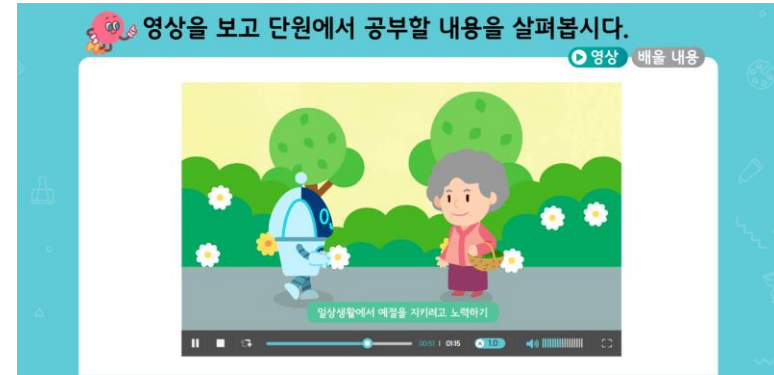 영상을 보고 단원에서 공부할 내용을 살펴봅시다.
영상 배울 내용
일상생활에서 예절을 지키려고 노력하기
00:51 | 01:15 × 1.0